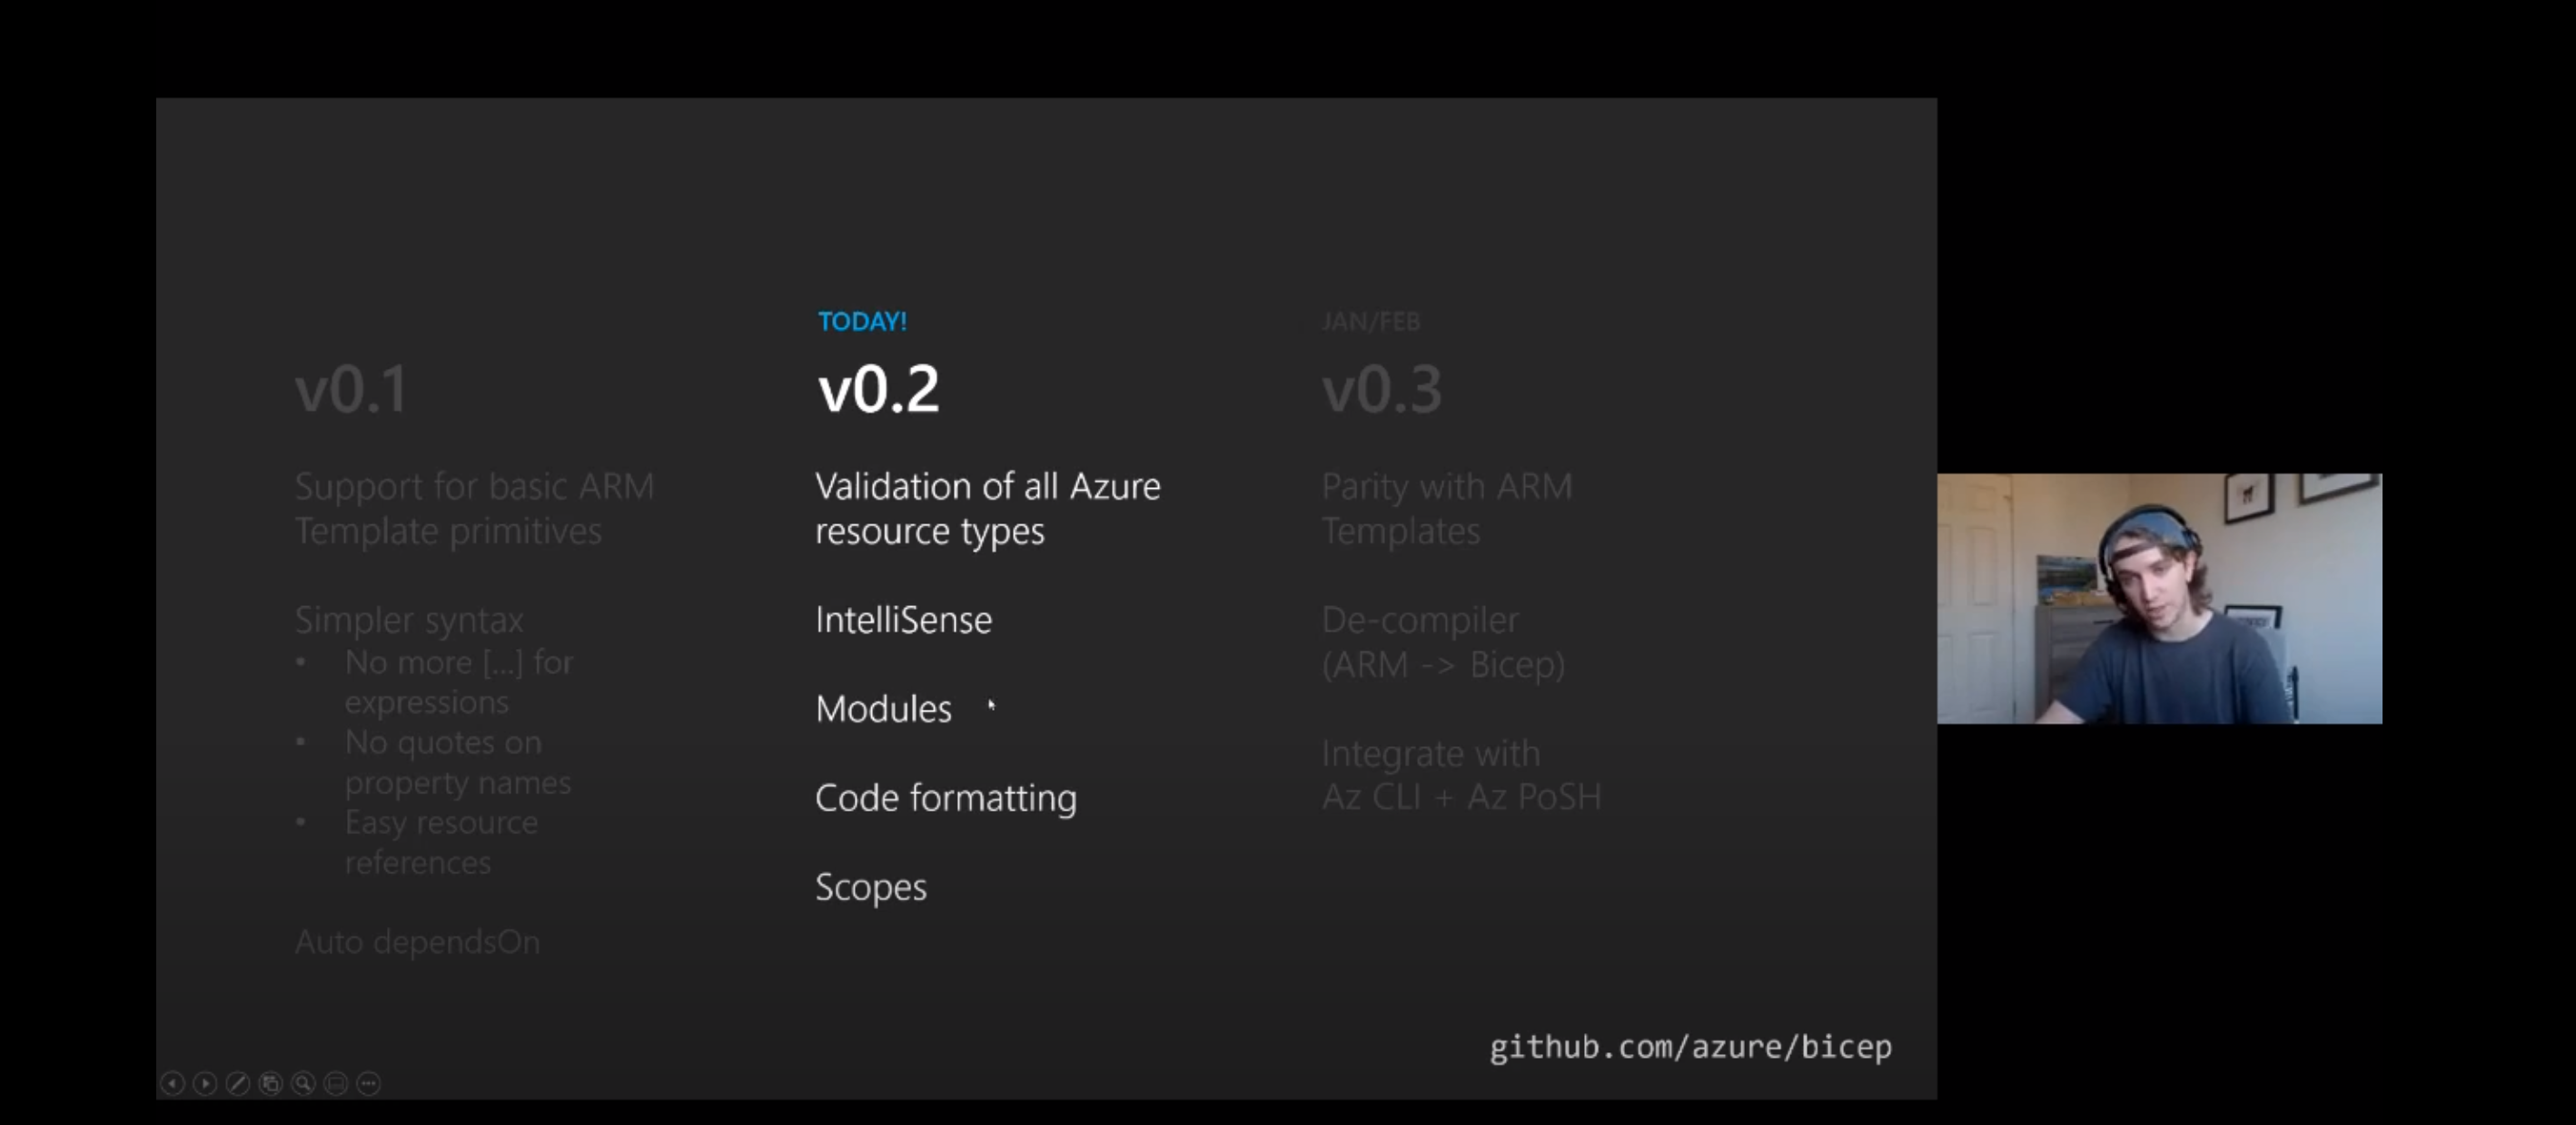 v0.1
Support for basic ARM
Template primitives
Simpler syntax
• No more [...] for
expressions
• No quotes on
property names
• Easy resource
references
Auto dependsOn
TODAY!
v0.2
Validation of all Azure
resource types
IntelliSense
Modules
Code formatting
Scopes
JAN/FEB
v0.3
Parity with ARM
Templates
De-compiler
(ARM -> Bicep)
Integrate with
Az CLI + Az PoSH
github.com/azure/bicep